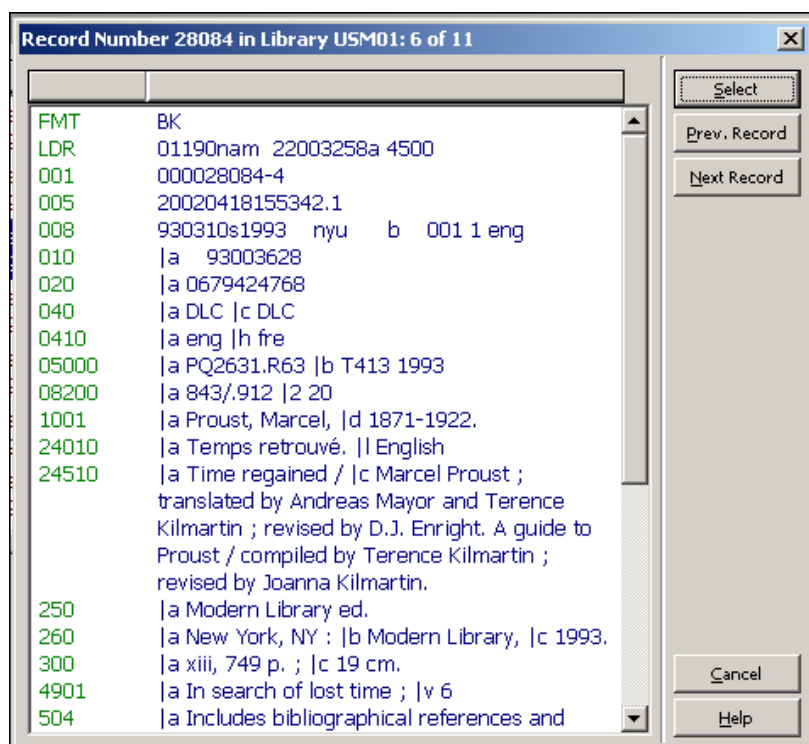 Record Number 28084 in Library USM01: 6 of 11
FMT BK
LDR 01190nam 22003258a 4500
001 000028084-4
005 20020418155342.1
008 930310s1993 nyu b 001 1 eng
010 |a 93003628
020 |a 0679424768
040 |a DLC |c DLC
0410 |a eng |h fre
05000 |a PQ2631.R63 |b T413 1993
08200 |a 843/.912 |2 20
1001 |a Proust, Marcel, |d 1871-1922.
24010 |a Temps retrouvé. |l English
24510 |a Time regained / |c Marcel Proust ;
translated by Andreas Mayor and Terence
Kilmartin ; revised by D.J. Enright. A guide to
Proust / compiled by Terence Kilmartin ;
revised by Joanna Kilmartin.
250 |a Modern Library ed.
260 |a New York, NY : |b Modern Library, |c 1993.
300 |a xiii, 749 p. ; |c 19 cm.
4901 |a In search of lost time ; |v 6
504 |a Includes bibliographical references and
Select
Prev. Record
Next Record
Cancel
Help